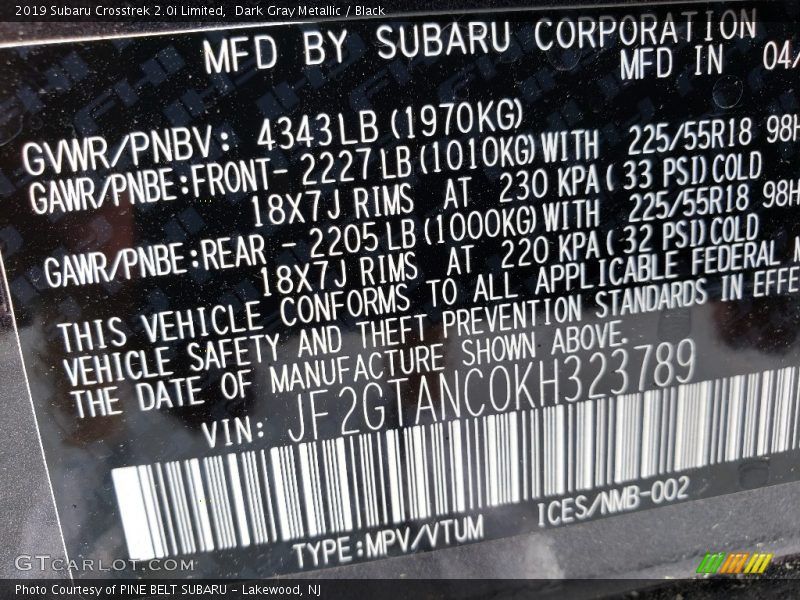 2019 Subaru Crosstrek 2.0i Limited, Dark Gray Metallic / Black
MFD BY SUBARU CORPORATION
MFD IN 04/
GVWR/PNBV: 4343LB (1970KG)
GAWR/PNBE:FRONT- 2227 LB (1010KG) WITH 225/55R18 98H
18X7J RIMS AT 230 KPA ( 33 PSI) COLD
GAWR/PNBE:REAR - 2205 LB (1000KG) WITH 225/55R18 98H
18X7J RIMS AT 220 KPA ( 32 PSI) COLD
THIS VEHICLE CONFORMS TO ALL APPLICABLE FEDERAL M
VEHICLE SAFETY AND THEFT PREVENTION STANDARDS IN EFFE
THE DATE OF MANUFACTURE SHOWN ABOVE.
VIN: JF2GTANC0KH323789
TYPE:MPV/VTUM ICES/NMB-002
GTCARLOT.COM
Photo Courtesy of PINE BELT SUBARU - Lakewood, NJ